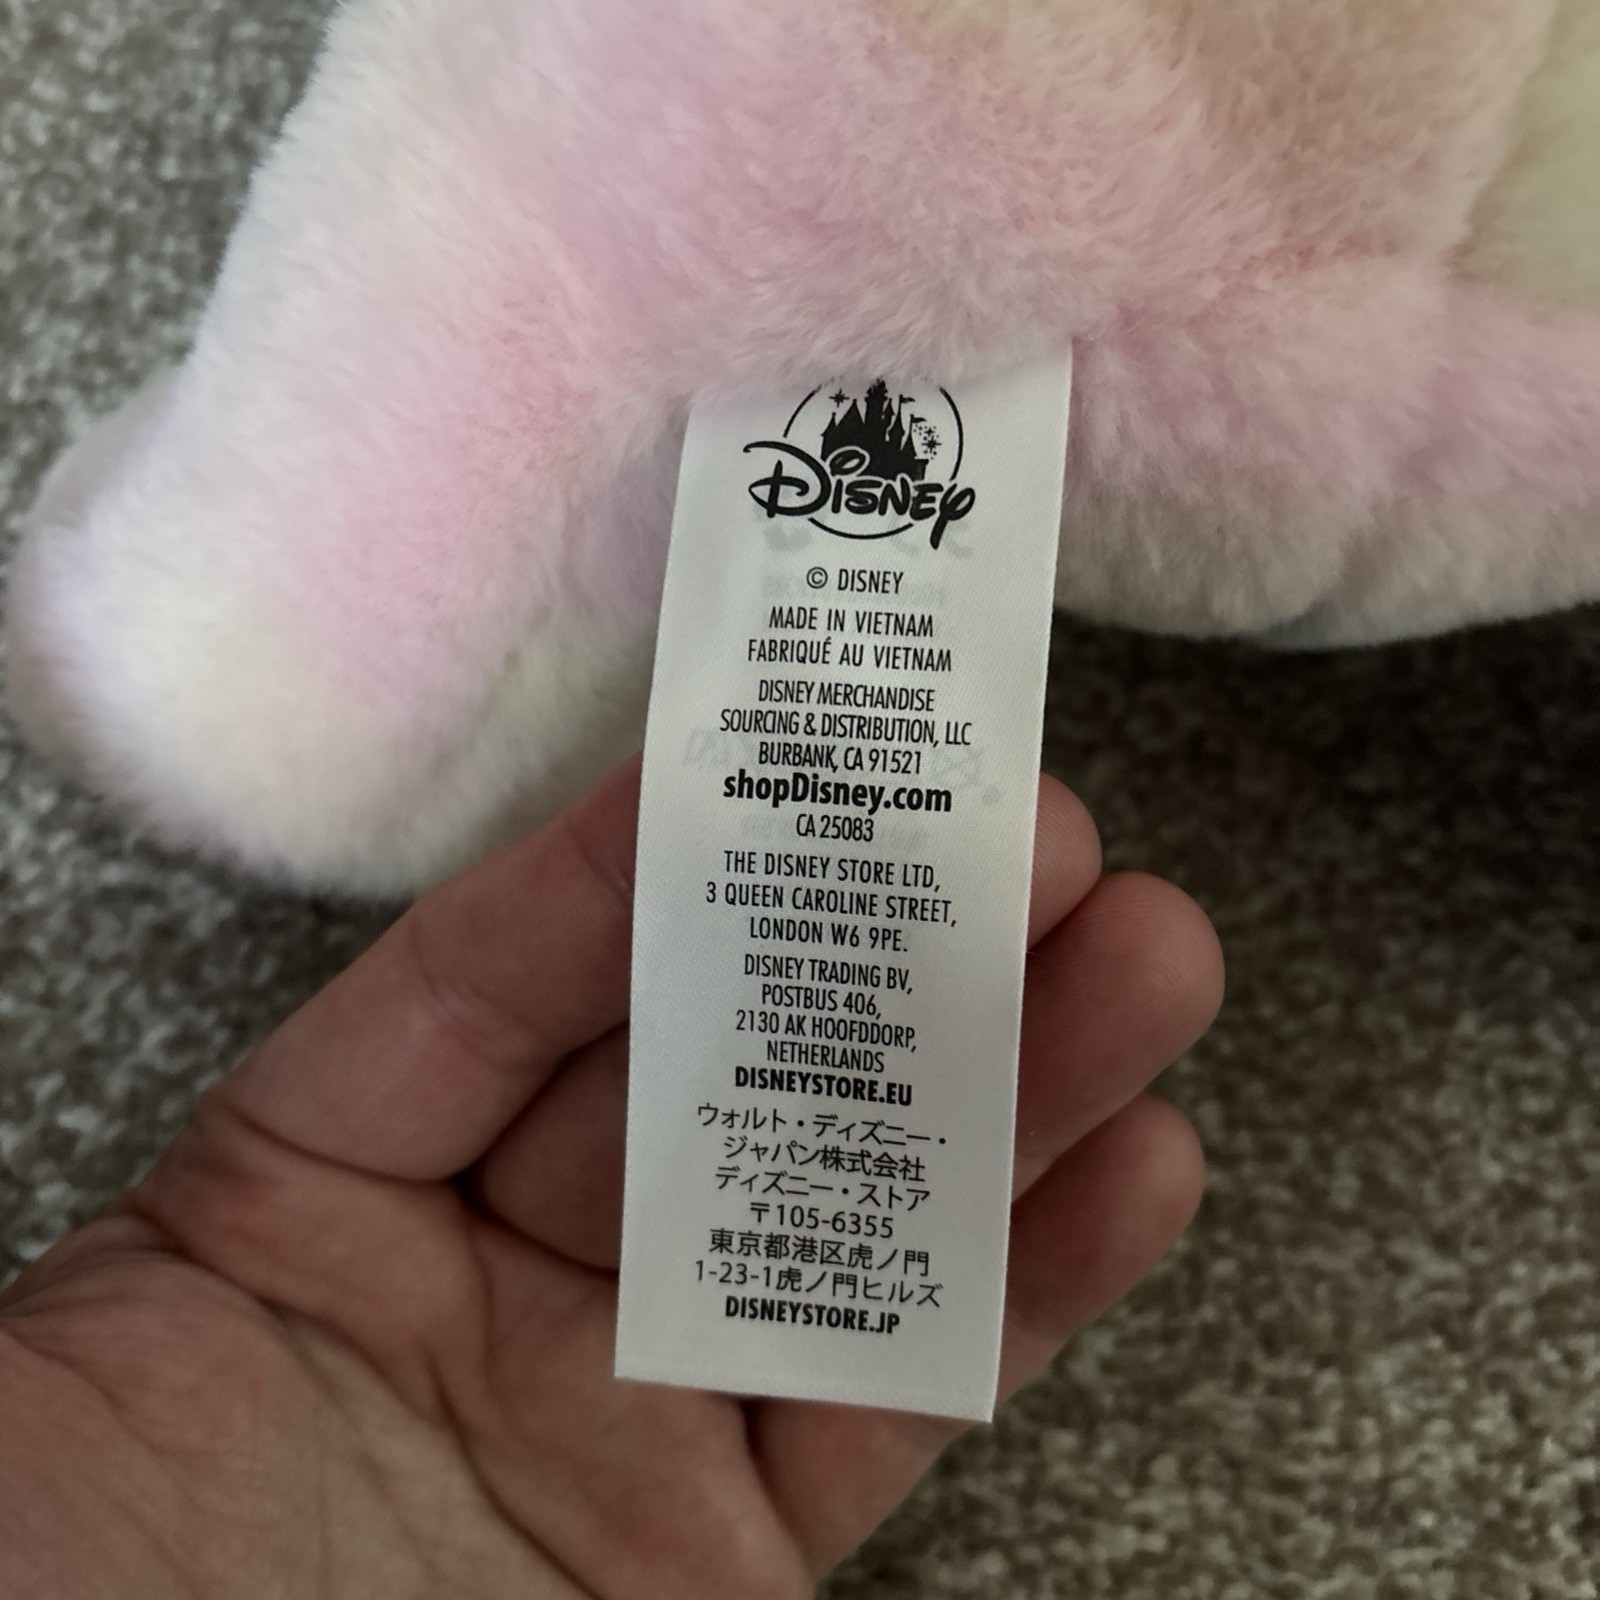 DISNEY
© DISNEY
MADE IN VIETNAM
FABRIQUÉ AU VIETNAM
DISNEY MERCHANDISE
SOURCING & DISTRIBUTION, LLC
BURBANK, CA 91521
shopDisney.com
CA 25083
THE DISNEY STORE LTD,
3 QUEEN CAROLINE STREET,
LONDON W6 9PE.
DISNEY TRADING BV,
POSTBUS 406,
2130 AK HOOFDDORP,
NETHERLANDS
DISNEYSTORE.EU
ウォルト・ディズニー・
ジャパン株式会社
ディズニー・ストア
〒105-6355
東京都港区虎ノ門
1-23-1虎ノ門ヒルズ
DISNEYSTORE.JP